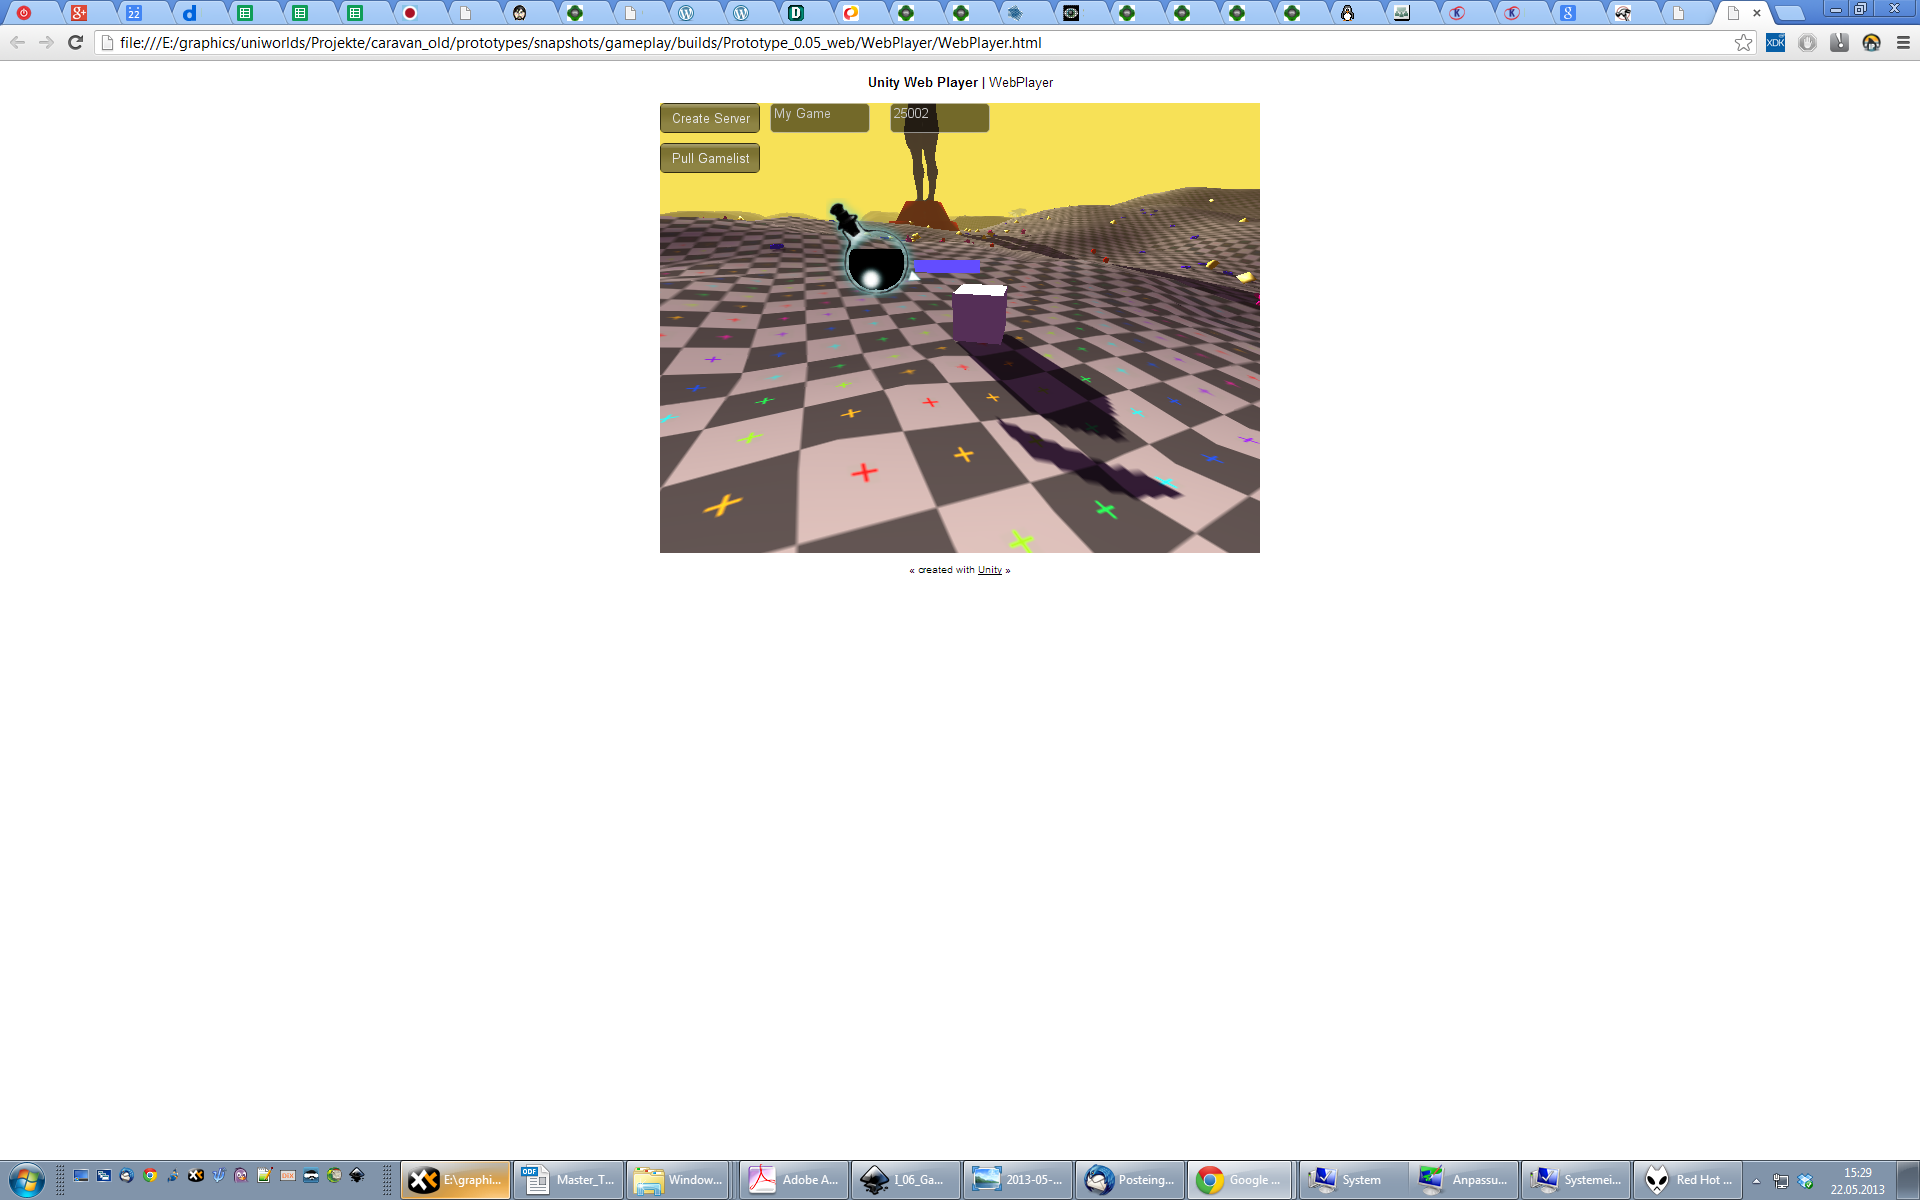 22
file:///E:/graphics/uniworlds/Projekte/caravan_old/prototypes/snapshots/gameplay/builds/Prototype_0.05_web/WebPlayer/WebPlayer.html
XDK
Unity Web Player | WebPlayer
Create Server
My Game
25002
Pull Gamelist
« created with Unity »
E:\graphi...
Master_T...
Window...
Adobe A...
I_06_Ga...
2013-05-...
Posteing...
Google ...
System
Anpassu...
Systemei...
Red Hot ...
15:29
22.05.2013